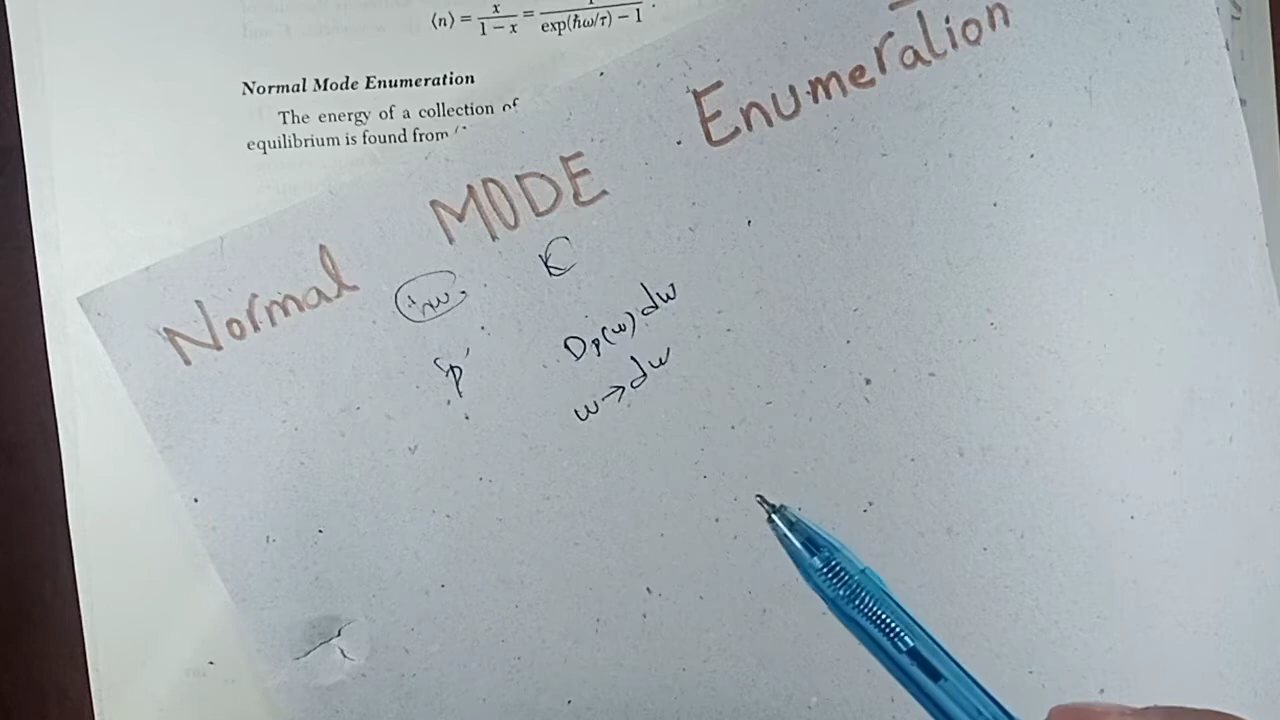 ⟨n⟩ = x / (1 − x) = 1 / (exp(ħω/τ) − 1) .
Normal Mode Enumeration
The energy of a collection of
equilibrium is found from
Normal MODE Enumeration
ħω K
'p' Dp(ω) dω
ω → dω